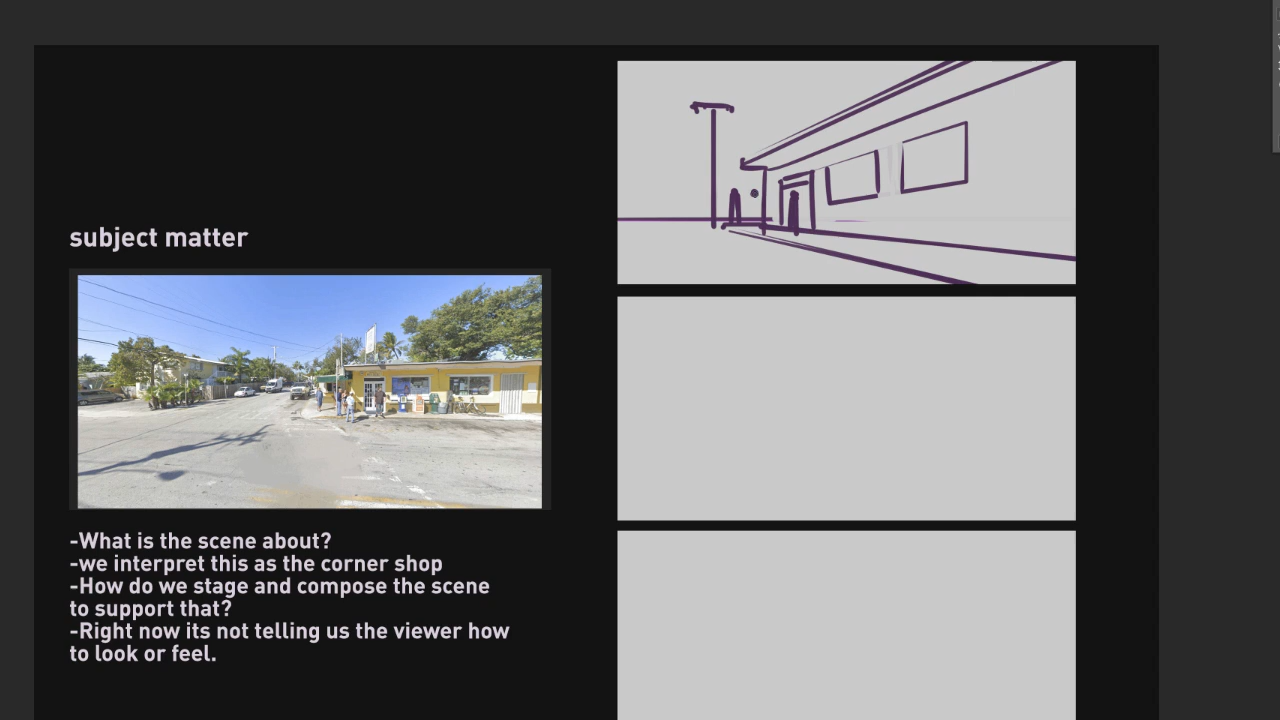 subject matter
-What is the scene about?
-we interpret this as the corner shop
-How do we stage and compose the scene
to support that?
-Right now its not telling us the viewer how
to look or feel.